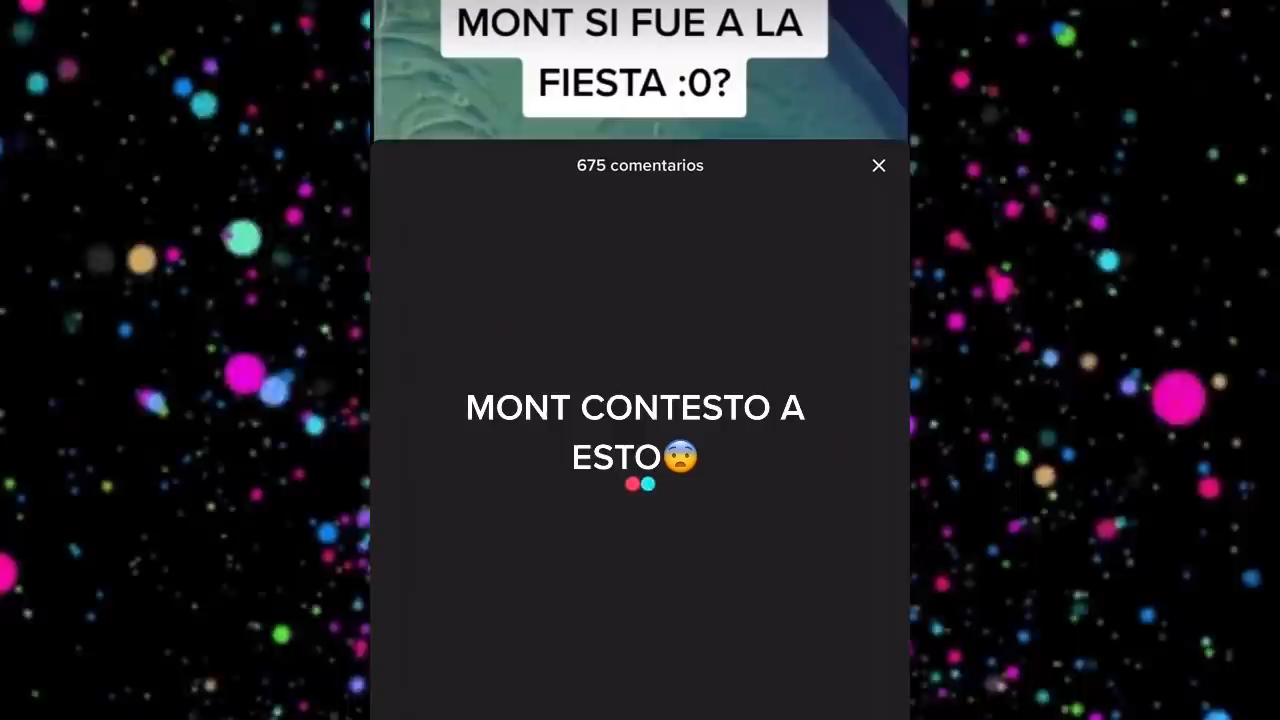 MONT SI FUE A LA
FIESTA :0?
675 comentarios
MONT CONTESTO A
ESTO😨